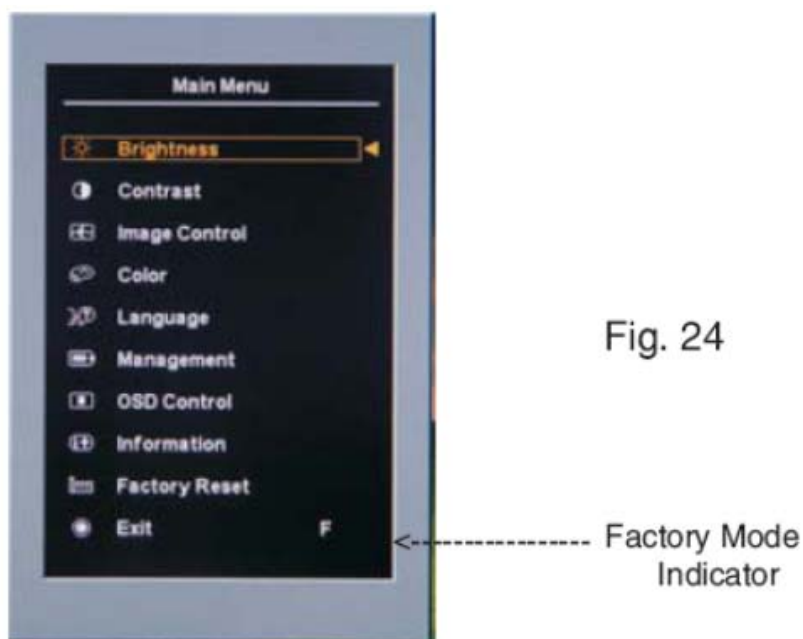 Main Menu
Brightness
Contrast
Image Control
Color
Language
Management
OSD Control
Information
Factory Reset
Exit F
Fig. 24
Factory Mode
Indicator